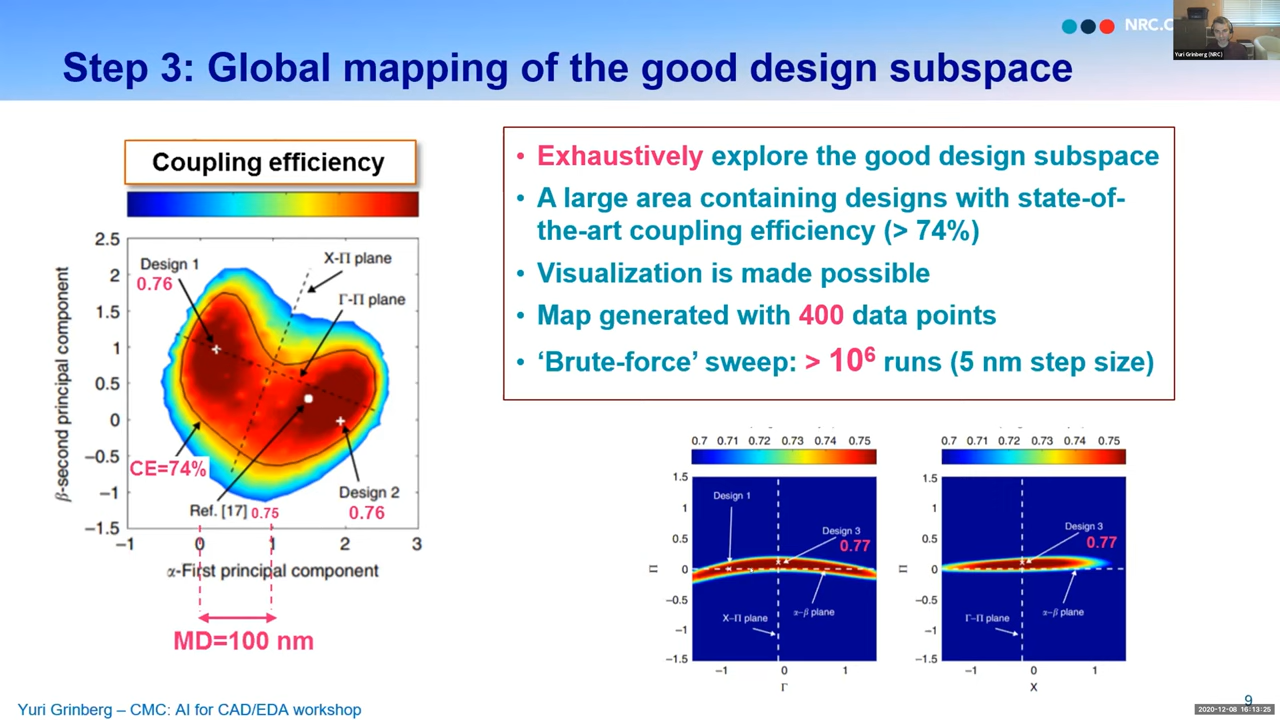 NRC.C
Yuri Grinberg (NRC)
Step 3: Global mapping of the good design subspace
Coupling efficiency
2.5
2
1.5
1
0.5
0
−0.5
−1
−1.5
β-second principal component
Design 1
0.76
X-Π plane
Γ-Π plane
CE=74%
Ref. [17] 0.75
Design 2
0.76
−1
0
1
2
3
α-First principal component
MD=100 nm
• Exhaustively explore the good design subspace
• A large area containing designs with state-of-
the-art coupling efficiency (> 74%)
• Visualization is made possible
• Map generated with 400 data points
• ‘Brute-force’ sweep: > 10⁶ runs (5 nm step size)
0.7 0.71 0.72 0.73 0.74 0.75
1.5
1
0.5
0
−0.5
−1
−1.5
Π
Design 1
Design 3
0.77
X–Π plane
α–β plane
−1 0 1
Γ
0.7 0.71 0.72 0.73 0.74 0.75
1.5
1
0.5
0
−0.5
−1
−1.5
Π
Design 3
0.77
Γ–Π plane
α–β plane
−1 0 1
X
Yuri Grinberg – CMC: AI for CAD/EDA workshop
9
2020-12-08 16:13:25